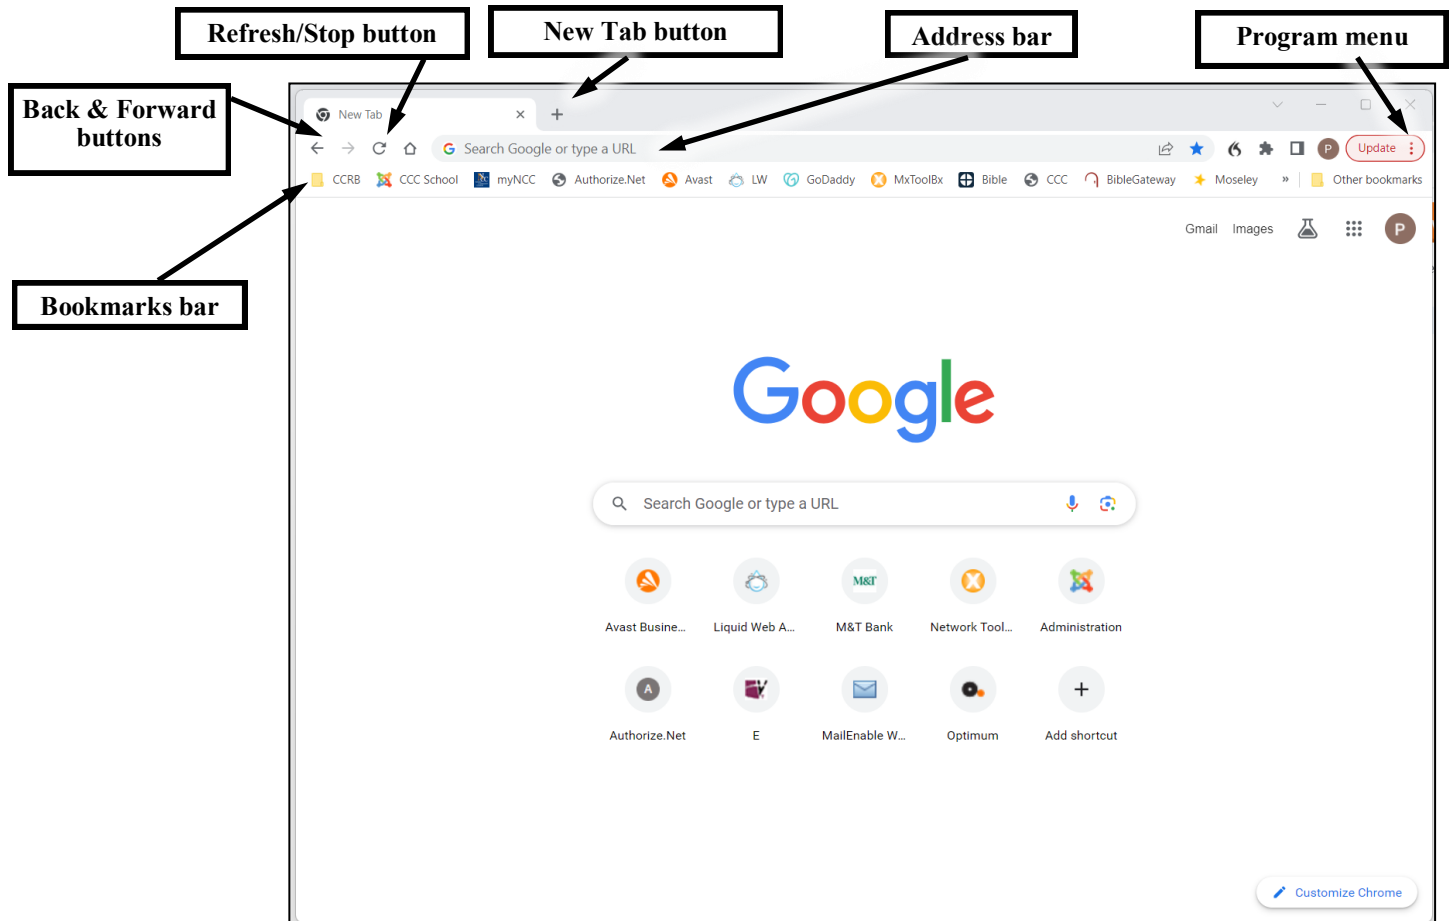 Refresh/Stop button
New Tab button
Address bar
Program menu
Back & Forward
buttons
New Tab
Search Google or type a URL
P
Update
CCRB CCC School myNCC Authorize.Net Avast LW GoDaddy MxToolBx Bible CCC BibleGateway Moseley » Other bookmarks
Gmail Images P
Bookmarks bar
Google
Search Google or type a URL
M&T
Avast Busine... Liquid Web A... M&T Bank Network Tool... Administration
A
Authorize.Net E MailEnable W... Optimum Add shortcut
Customize Chrome